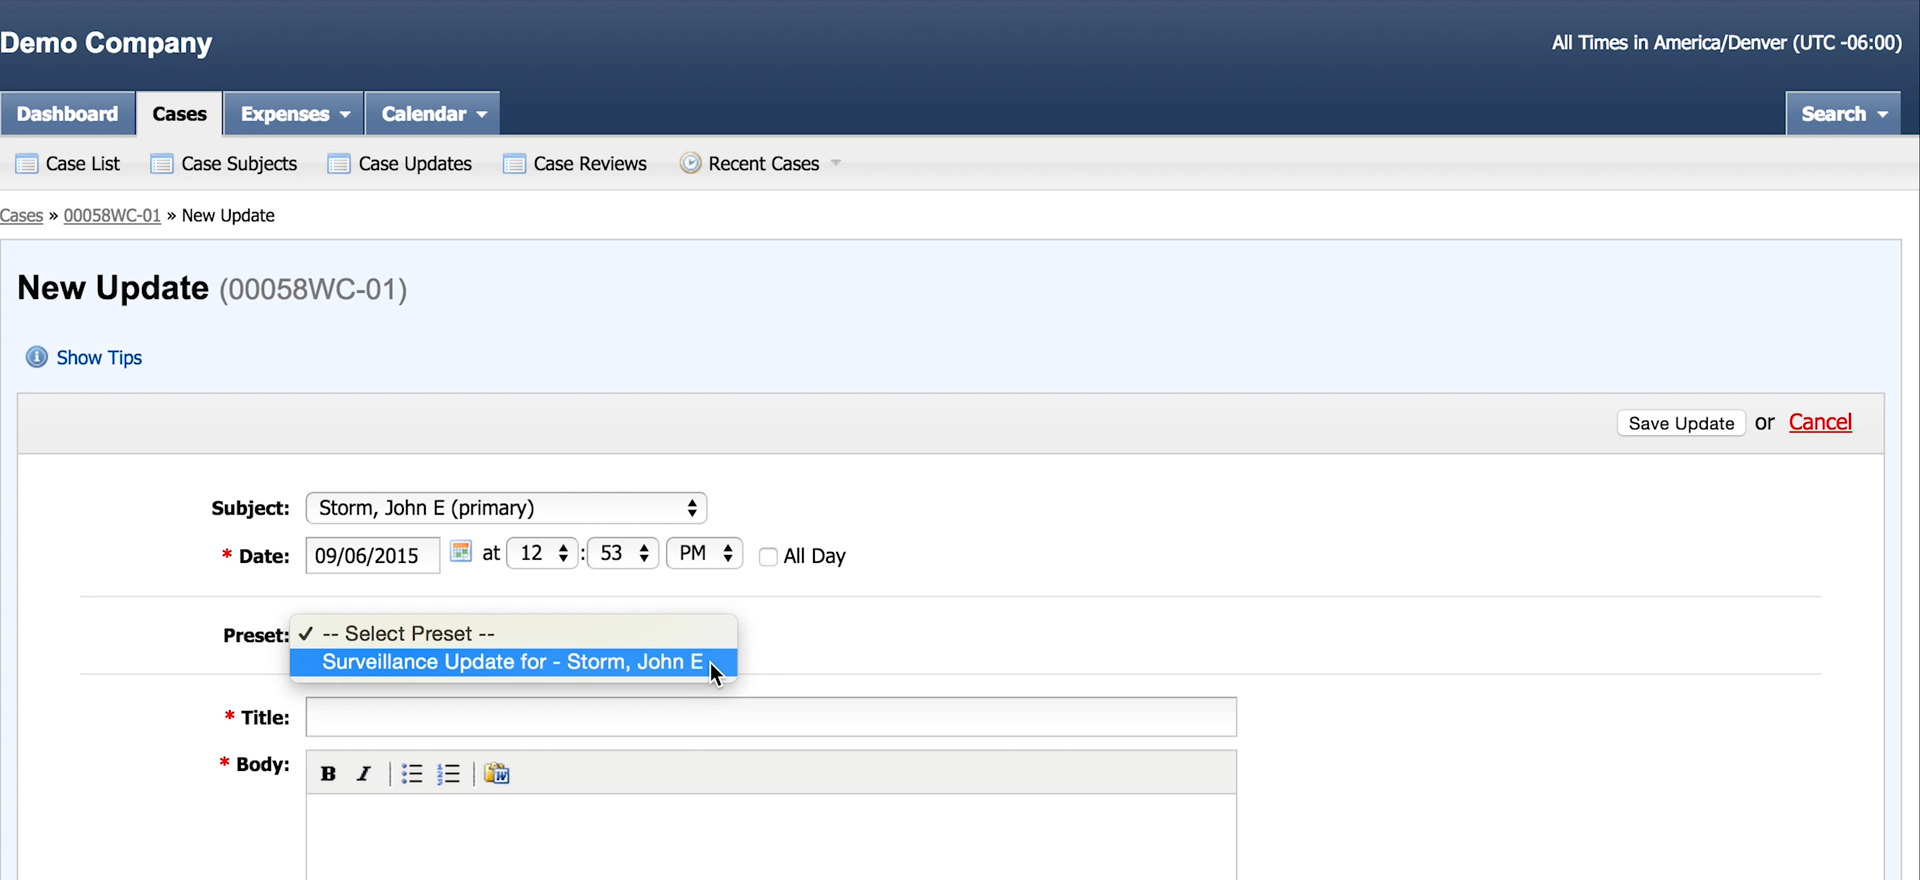 Demo Company
All Times in America/Denver (UTC -06:00)
Dashboard Cases Expenses Calendar Search
Case List Case Subjects Case Updates Case Reviews Recent Cases
Cases » 00058WC-01 » New Update
New Update (00058WC-01)
Show Tips
Save Update or Cancel
Subject: Storm, John E (primary)
* Date: 09/06/2015 at 12 : 53 PM All Day
Preset: ✓ -- Select Preset --
Surveillance Update for - Storm, John E
* Title:
* Body: B I